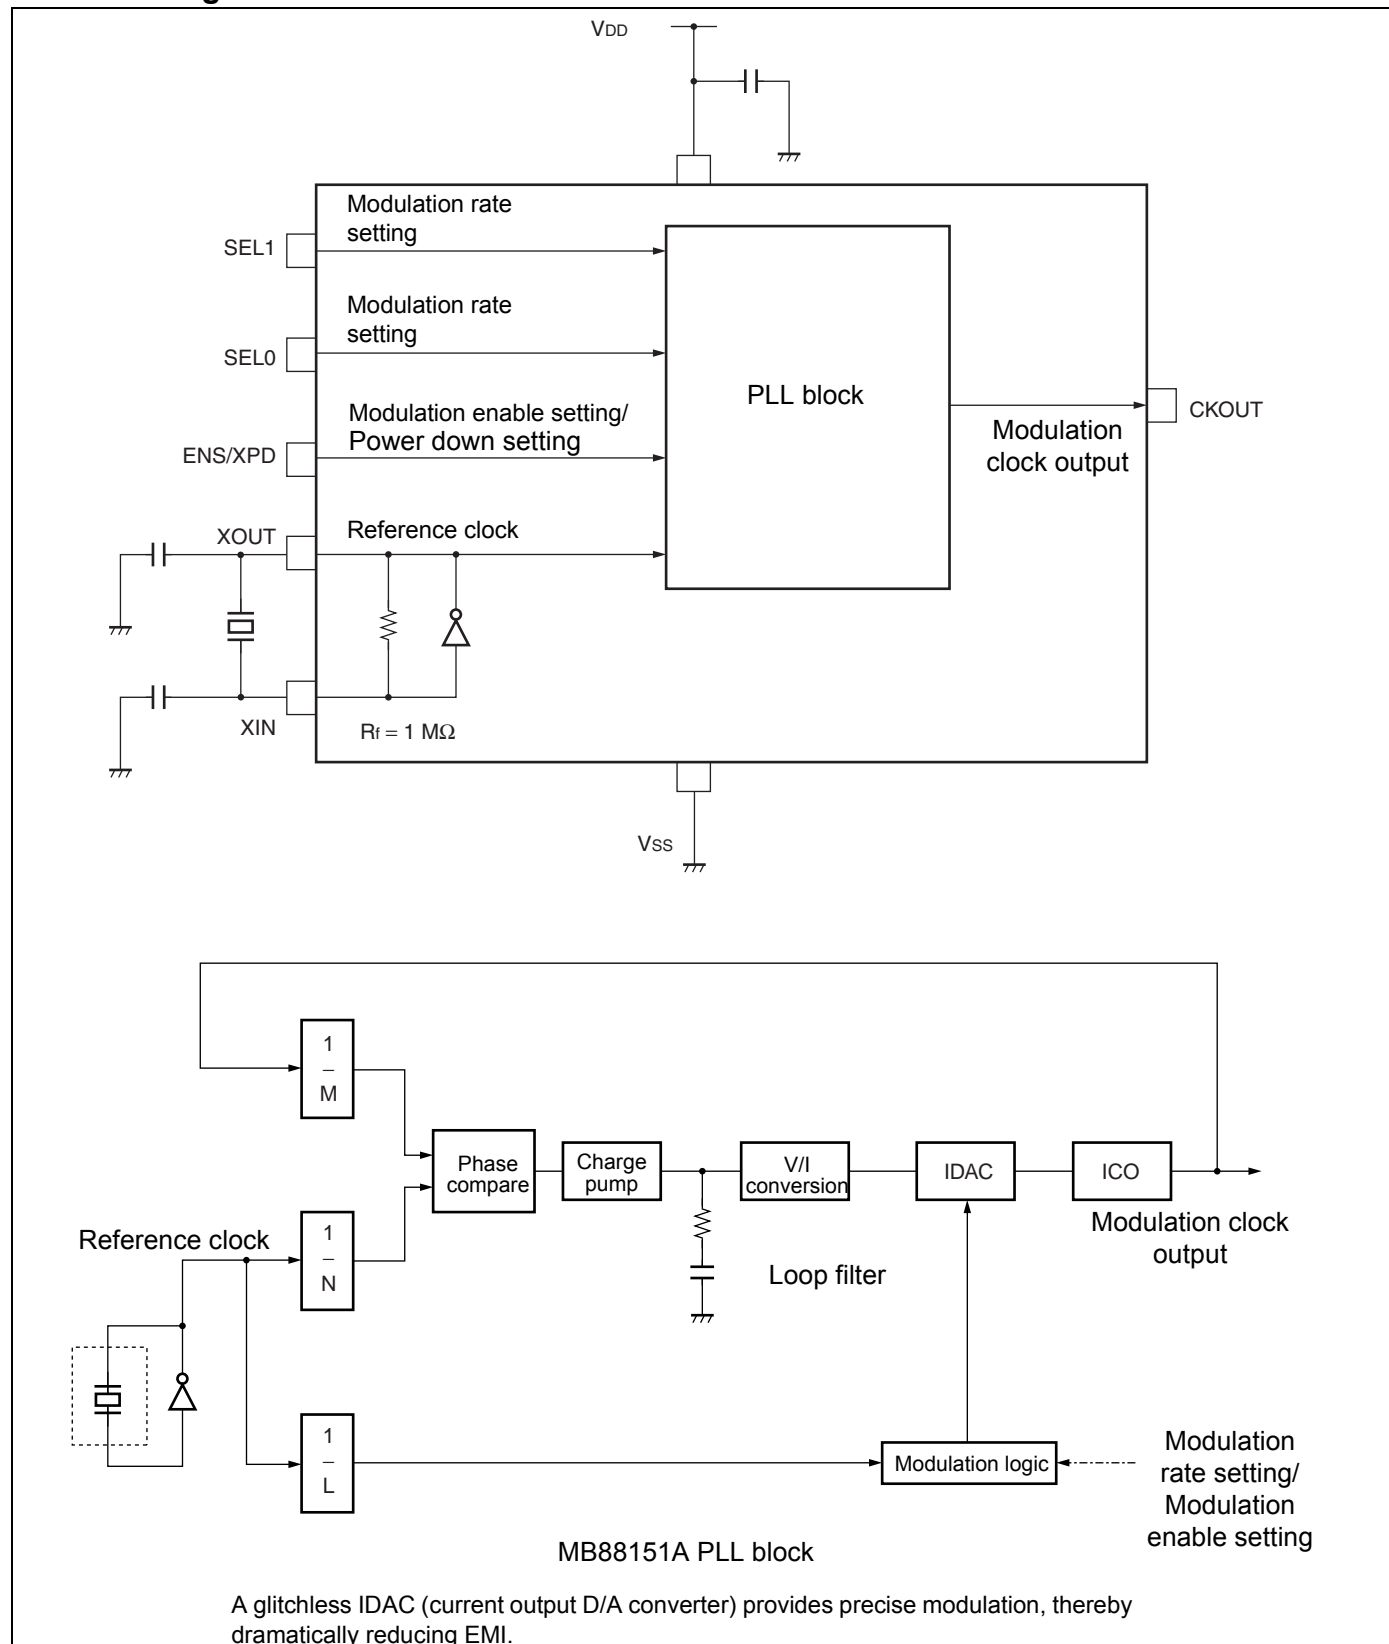 VDD
Modulation rate
setting
SEL1
Modulation rate
setting
SEL0
PLL block
CKOUT
Modulation enable setting/
Power down setting
ENS/XPD
Modulation
clock output
XOUT
Reference clock
XIN
Rf = 1 MΩ
VSS
1
M
Phase
compare
Charge
pump
V/I
conversion
IDAC
ICO
Modulation clock
output
Reference clock
1
N
Loop filter
1
L
Modulation logic
Modulation
rate setting/
Modulation
enable setting
MB88151A PLL block
A glitchless IDAC (current output D/A converter) provides precise modulation, thereby
dramatically reducing EMI.